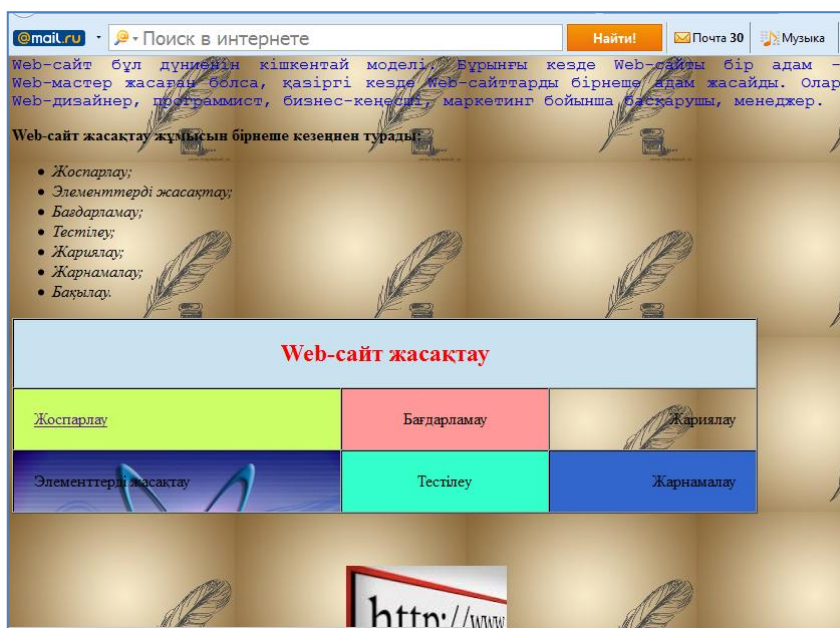 @mail.ru Поиск в интернете Найти! Почта 30 Музыка
Web-сайт бұл дүниенің кішкентай моделі. Бұрынғы кезде Web-сайты бір адам -
Web-мастер жасаған болса, қазіргі кезде Web-сайттарды бірнеше адам жасайды. Олар
Web-дизайнер, программист, бизнес-кеңесші, маркетинг бойынша басқарушы, менеджер.
Web-сайт жасақтау жұмысын бірнеше кезеңнен турады:
Жоспарлау;
Элементтерді жасақтау;
Бағдарламау;
Тестілеу;
Жариялау;
Жарнамалау;
Бақылау.
Web-сайт жасақтау
Жоспарлау Бағдарламау Жариялау
Элементтерді жасақтау Тестілеу Жарнамалау
http://www